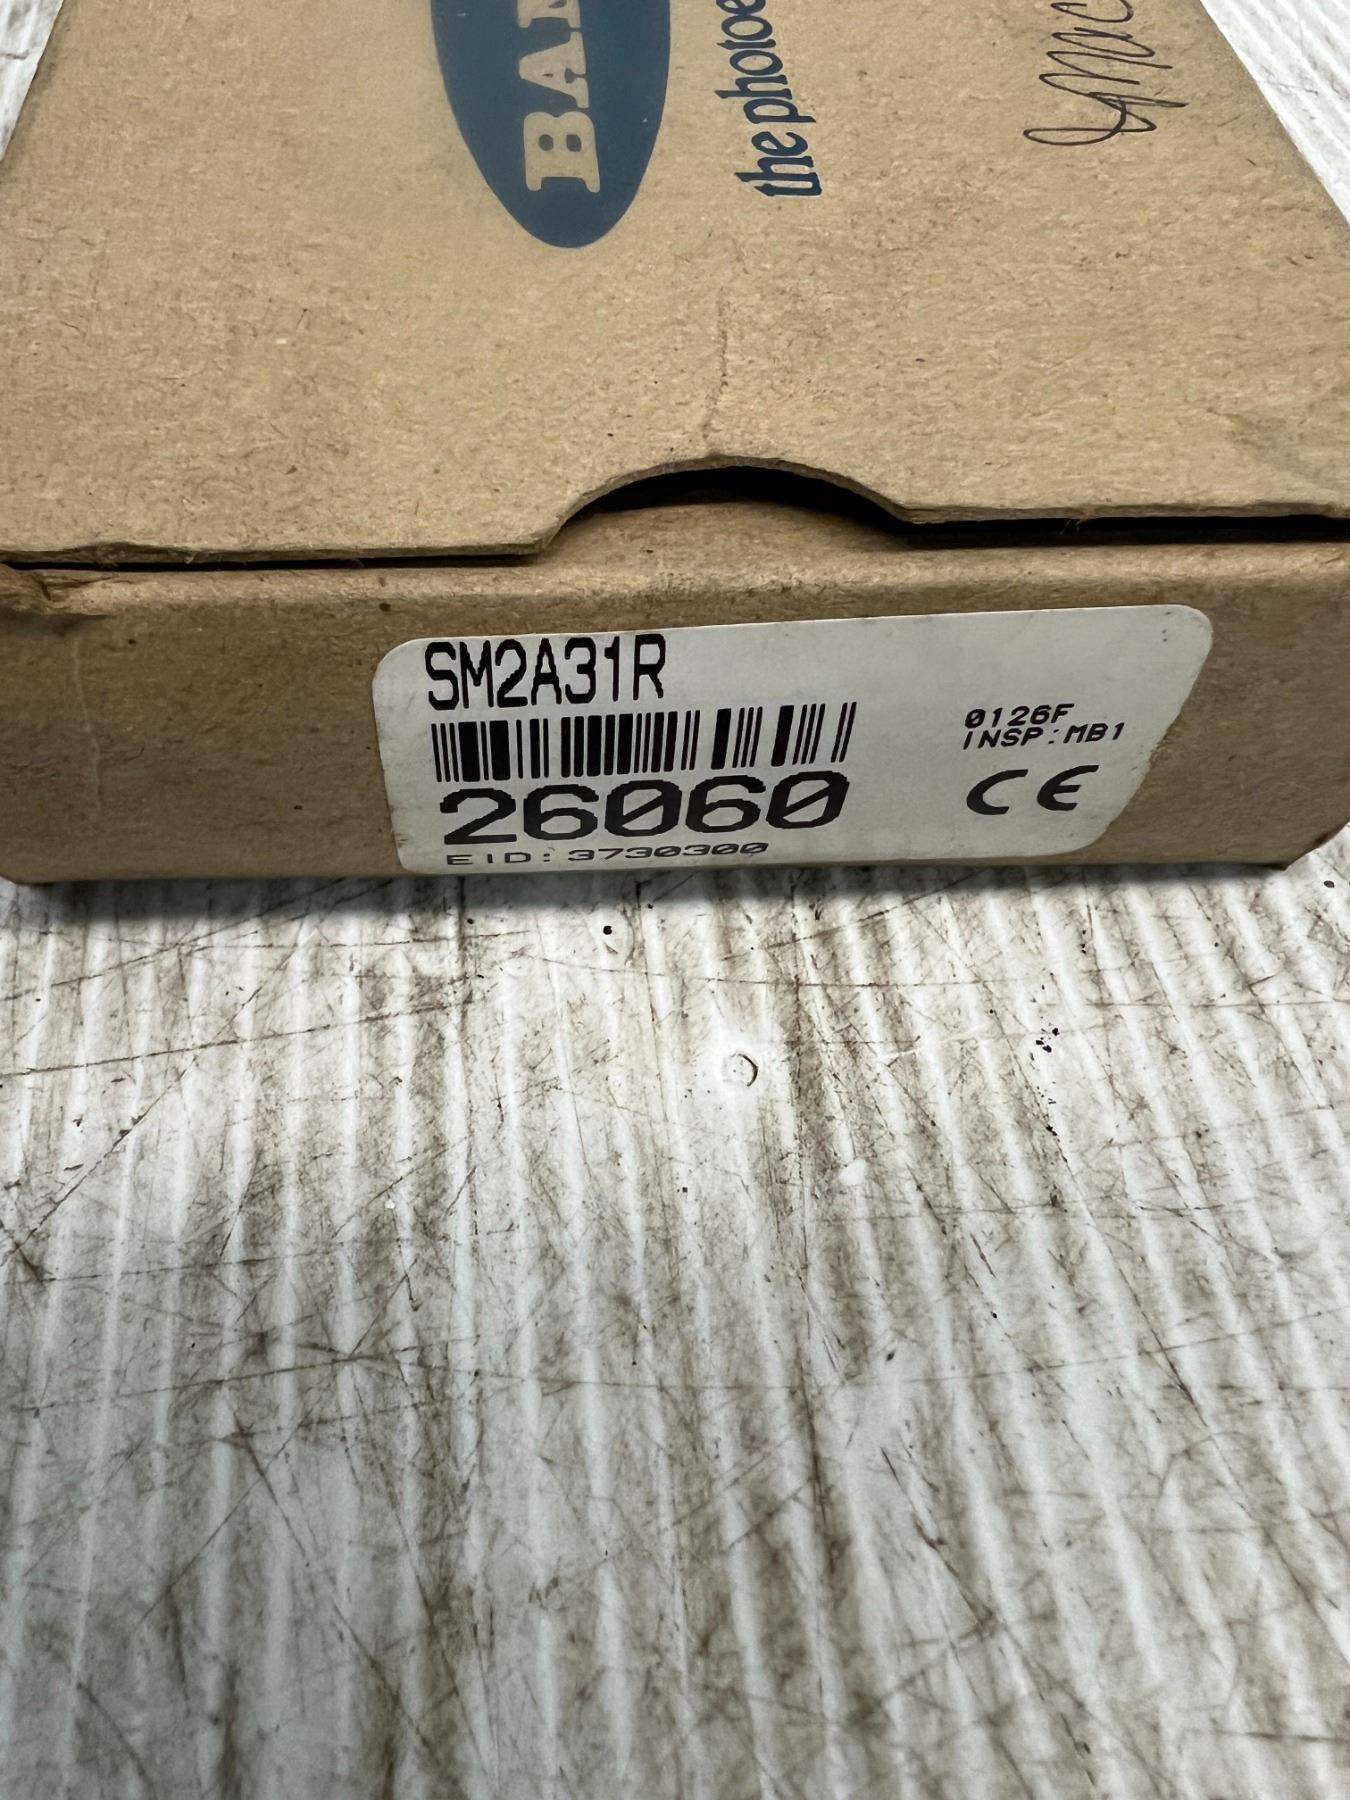 BAN
the photoe
SM2A31R
26060
EID: 3730300
0126F
INSP:MB1
CE